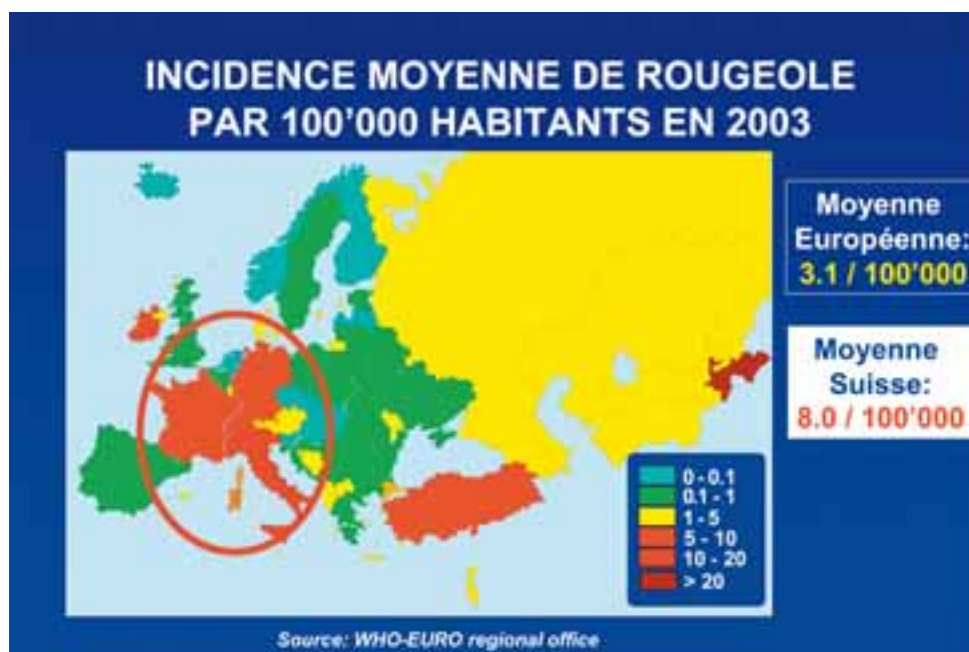 INCIDENCE MOYENNE DE ROUGEOLE
PAR 100'000 HABITANTS EN 2003
Moyenne
Européenne:
3.1 / 100'000
Moyenne
Suisse:
8.0 / 100'000
0 - 0.1
0.1 - 1
1 - 5
5 - 10
10 - 20
> 20
Source: WHO-EURO regional office